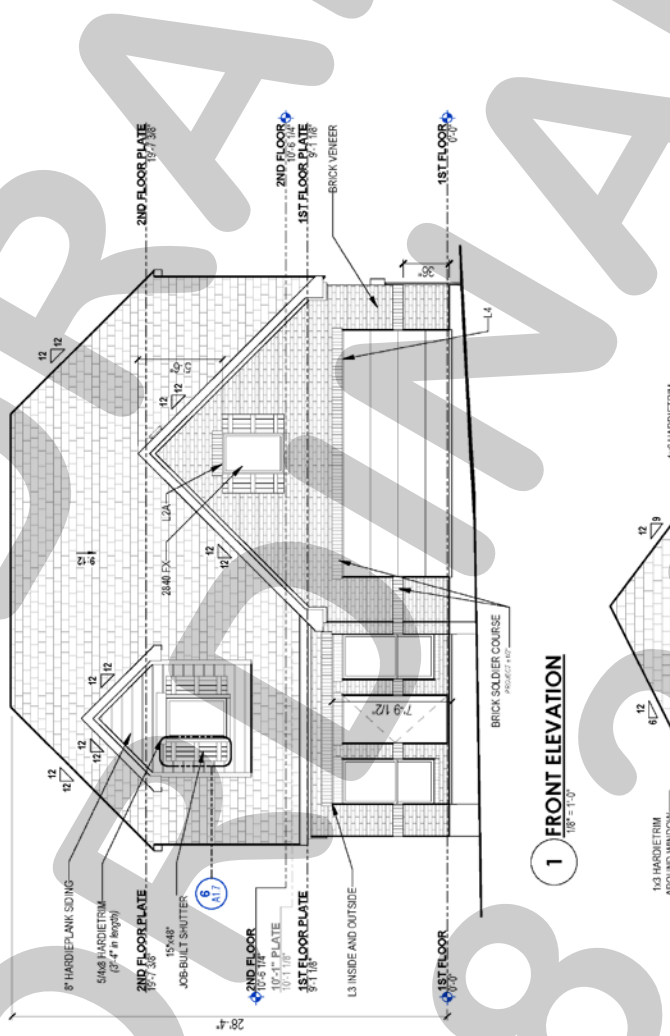 8" HARDIEPLANK SIDING
5/4x8 HARDIETRIM
(3'-4" in length)
2ND FLOOR PLATE
19'-7 3/8"
15"x48"
JOB-BUILT SHUTTER
6
A17
2ND FLOOR
10'-6 1/4"
10'-1" PLATE
10'-1 1/8"
1ST FLOOR PLATE
9'-1 1/8"
L3 INSIDE AND OUTSIDE
1ST FLOOR
0'-0"
28'-4"
12
12
12
12
12
12
9:12
12
12
12
12
12
12
L2A
2840 FX
5'-6"
7'-9 1/2"
36"
2ND FLOOR PLATE
19'-7 3/8"
2ND FLOOR
10'-6 1/4"
1ST FLOOR PLATE
9'-1 1/8"
BRICK VENEER
1ST FLOOR
0'-0"
L4
BRICK SOLDIER COURSE
1 FRONT ELEVATION
1/8" = 1'-0"
12
6
12
9
1x3 HARDIETRIM
AROUND WINDOW